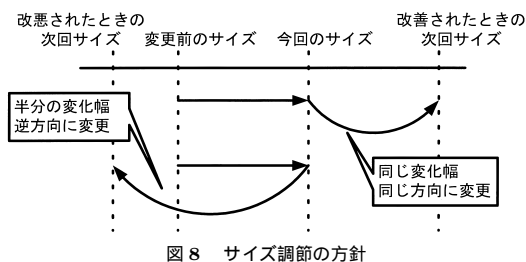 改悪されたときの
次回サイズ
変更前のサイズ
今回のサイズ
改善されたときの
次回サイズ
半分の変化幅
逆方向に変更
同じ変化幅
同じ方向に変更
図8 サイズ調節の方針